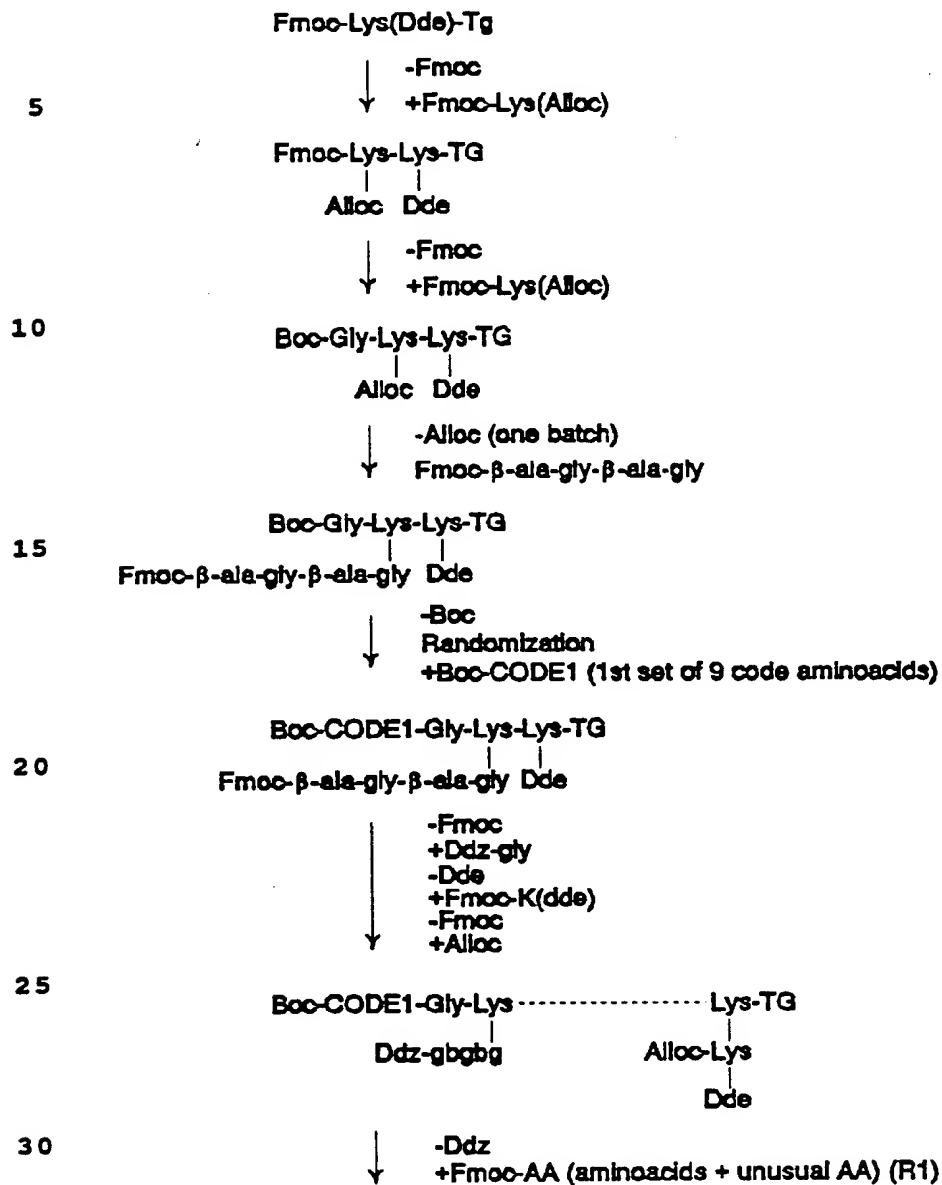 Fmoc-Lys(Dde)-Tg
-Fmoc
5
+Fmoc-Lys(Alloc)
Fmoc-Lys-Lys-TG
Alloc Dde
-Fmoc
+Fmoc-Lys(Alloc)
10
Boc-Gly-Lys-Lys-TG
Alloc Dde
-Alloc (one batch)
Fmoc-β-ala-gly-β-ala-gly
Boc-Gly-Lys-Lys-TG
15
Fmoc-β-ala-gly-β-ala-gly Dde
-Boc
Randomization
+Boc-CODE1 (1st set of 9 code aminoacids)
Boc-CODE1-Gly-Lys-Lys-TG
20
Fmoc-β-ala-gly-β-ala-gly Dde
-Fmoc
+Ddz-gly
-Dde
+Fmoc-K(dde)
-Fmoc
+Alloc
25
Boc-CODE1-Gly-Lys---------------------Lys-TG
Ddz-gbgbg Alloc-Lys
Dde
30
-Ddz
+Fmoc-AA (aminoacids + unusual AA) (R1)